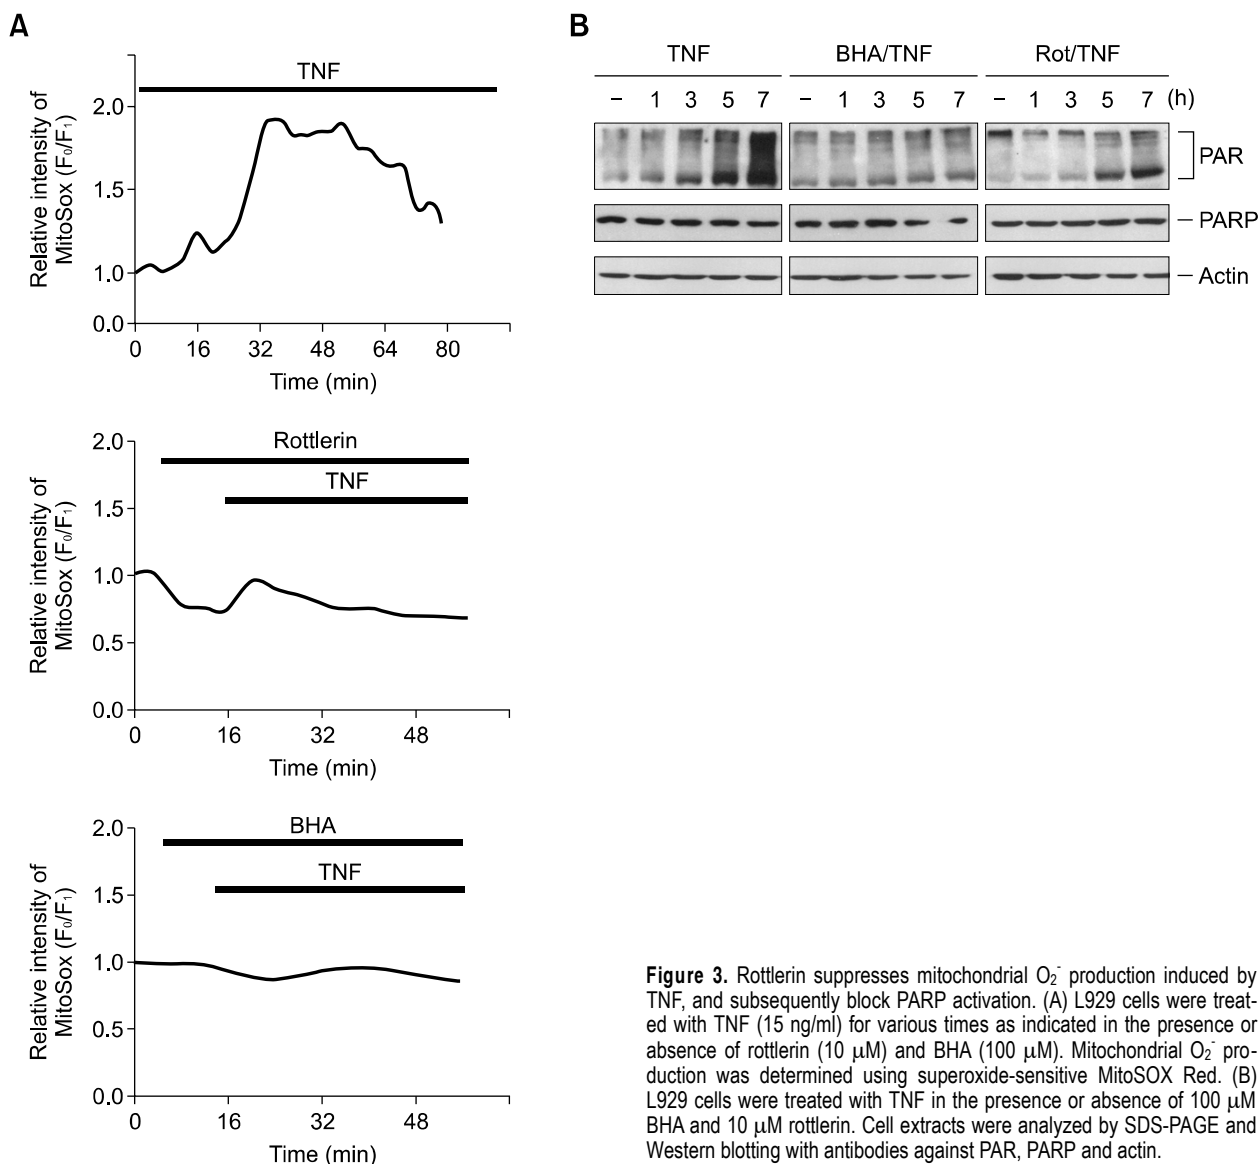 A
TNF
Relative intensity of
MitoSox (F₀/F₁)
2.0
1.5
1.0
0.0
0 16 32 48 64 80
Time (min)
Rottlerin
TNF
Relative intensity of
MitoSox (F₀/F₁)
2.0
1.5
1.0
0.5
0.0
0 16 32 48
Time (min)
BHA
TNF
Relative intensity of
MitoSox (F₀/F₁)
2.0
1.5
1.0
0.5
0.0
0 16 32 48
Time (min)
B
TNF BHA/TNF Rot/TNF
– 1 3 5 7 – 1 3 5 7 – 1 3 5 7 (h)
PAR
PARP
Actin
Figure 3. Rottlerin suppresses mitochondrial O₂⁻ production induced by
TNF, and subsequently block PARP activation. (A) L929 cells were treat-
ed with TNF (15 ng/ml) for various times as indicated in the presence or
absence of rottlerin (10 μM) and BHA (100 μM). Mitochondrial O₂⁻ pro-
duction was determined using superoxide-sensitive MitoSOX Red. (B)
L929 cells were treated with TNF in the presence or absence of 100 μM
BHA and 10 μM rottlerin. Cell extracts were analyzed by SDS-PAGE and
Western blotting with antibodies against PAR, PARP and actin.